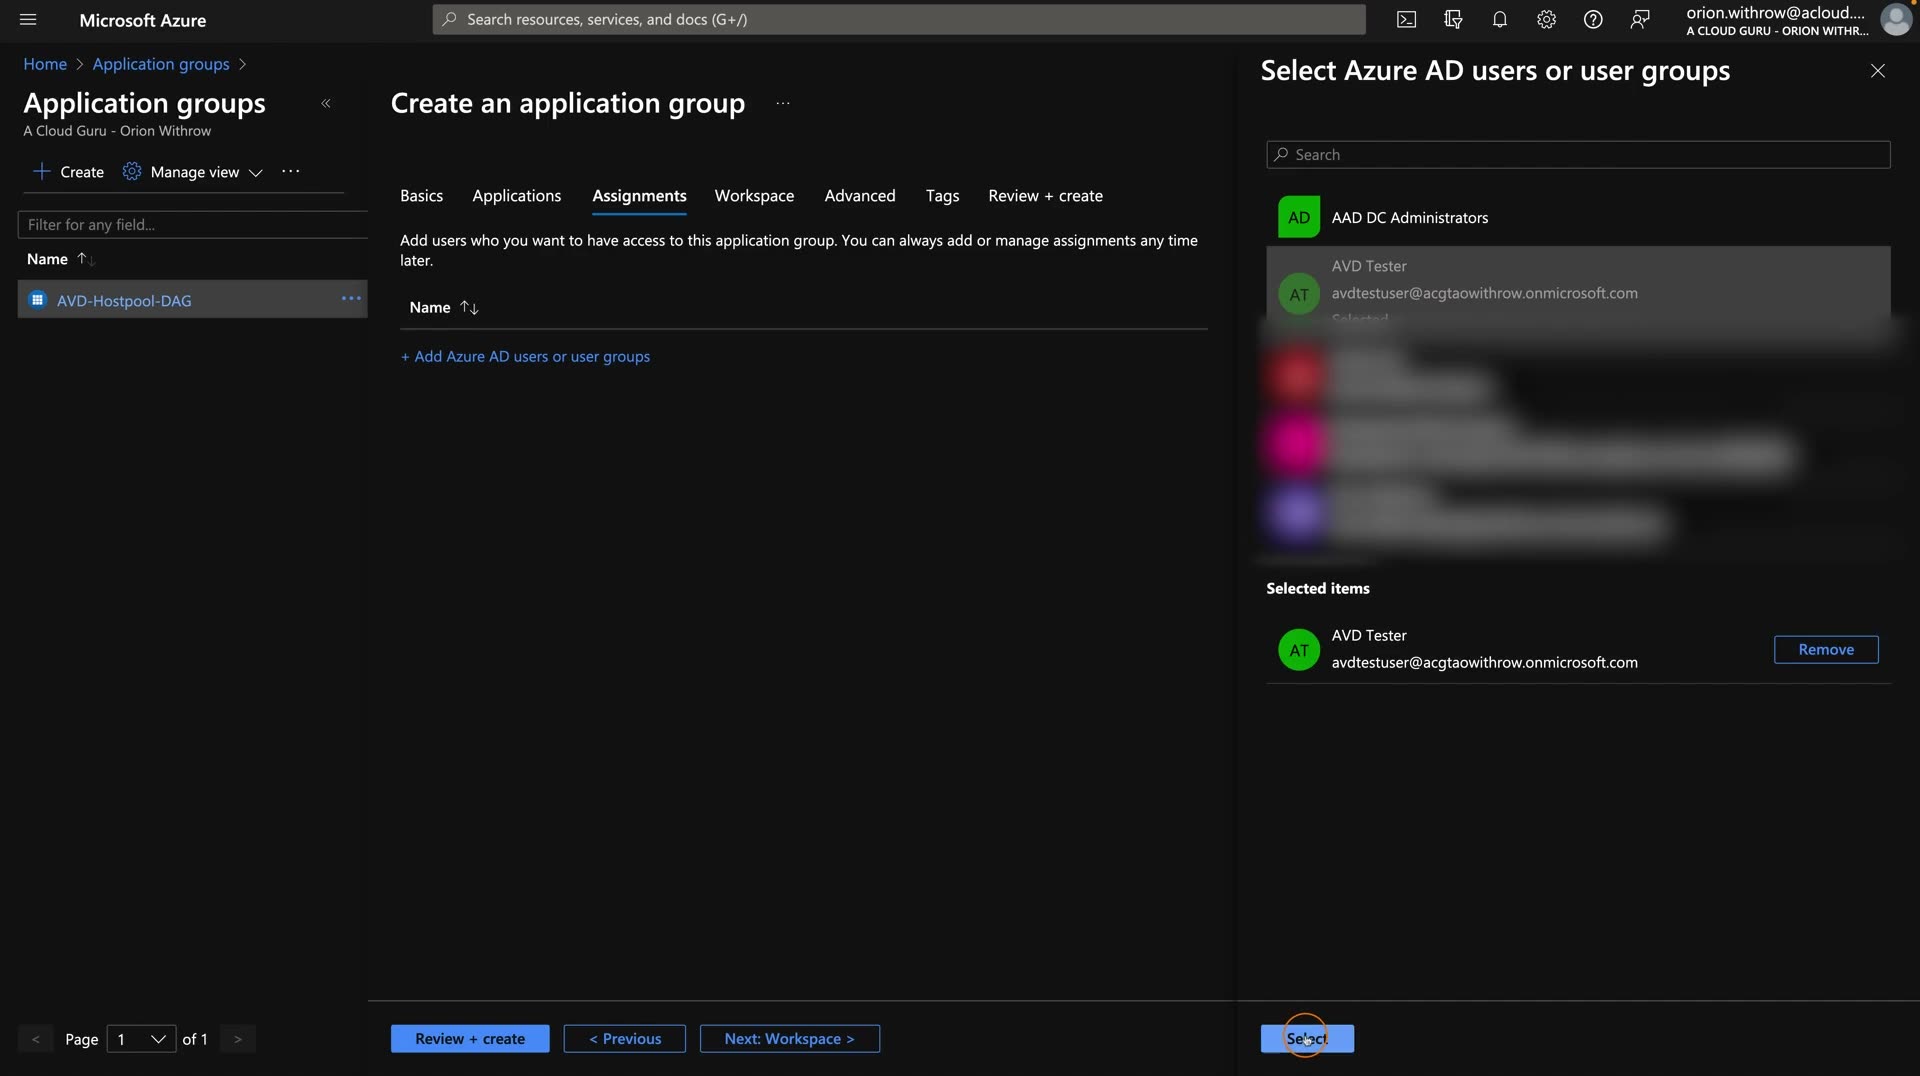 Microsoft Azure
Search resources, services, and docs (G+/)
orion.withrow@acloud....
A CLOUD GURU - ORION WITHR...
Home > Application groups >
Application groups
«
A Cloud Guru - Orion Withrow
+ Create
Manage view
...
Filter for any field...
Name ↑↓
AVD-Hostpool-DAG
...
< Page 1 of 1 >
Create an application group
...
Basics
Applications
Assignments
Workspace
Advanced
Tags
Review + create
Add users who you want to have access to this application group. You can always add or manage assignments any time
later.
Name ↑↓
+ Add Azure AD users or user groups
Review + create
< Previous
Next: Workspace >
Select Azure AD users or user groups
Search
AD
AAD DC Administrators
AT
AVD Tester
avdtestuser@acgtaowithrow.onmicrosoft.com
Selected
Selected items
AT
AVD Tester
avdtestuser@acgtaowithrow.onmicrosoft.com
Remove
Select